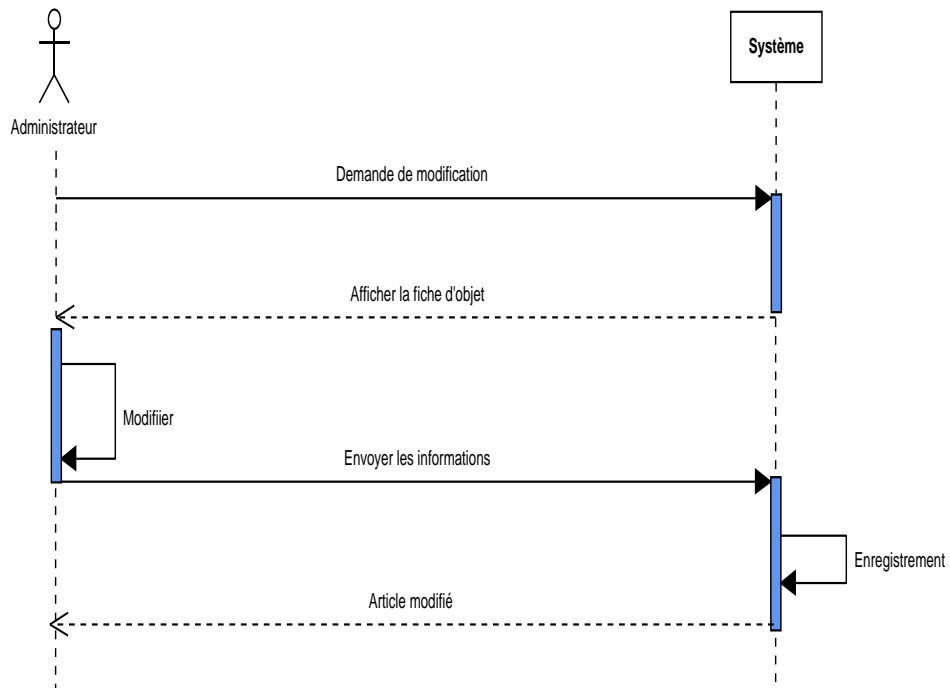 Système
Administrateur
Demande de modification
Afficher la fiche d'objet
Modifiier
Envoyer les informations
Enregistrement
Article modifié